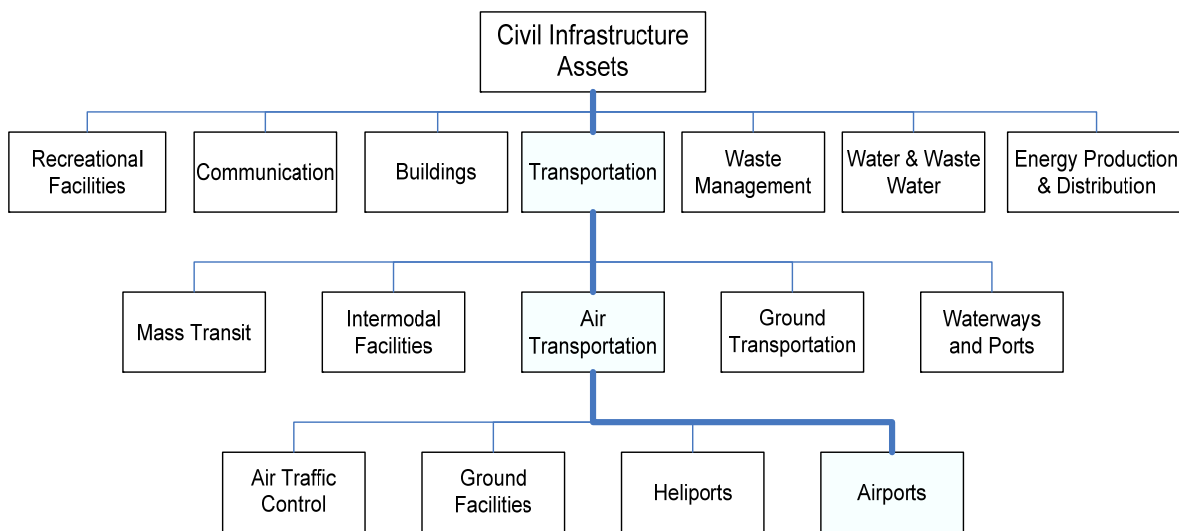 Civil Infrastructure
Assets
Recreational
Facilities
Communication
Buildings
Transportation
Waste
Management
Water & Waste
Water
Energy Production
& Distribution
Mass Transit
Intermodal
Facilities
Air
Transportation
Ground
Transportation
Waterways
and Ports
Air Traffic
Control
Ground
Facilities
Heliports
Airports